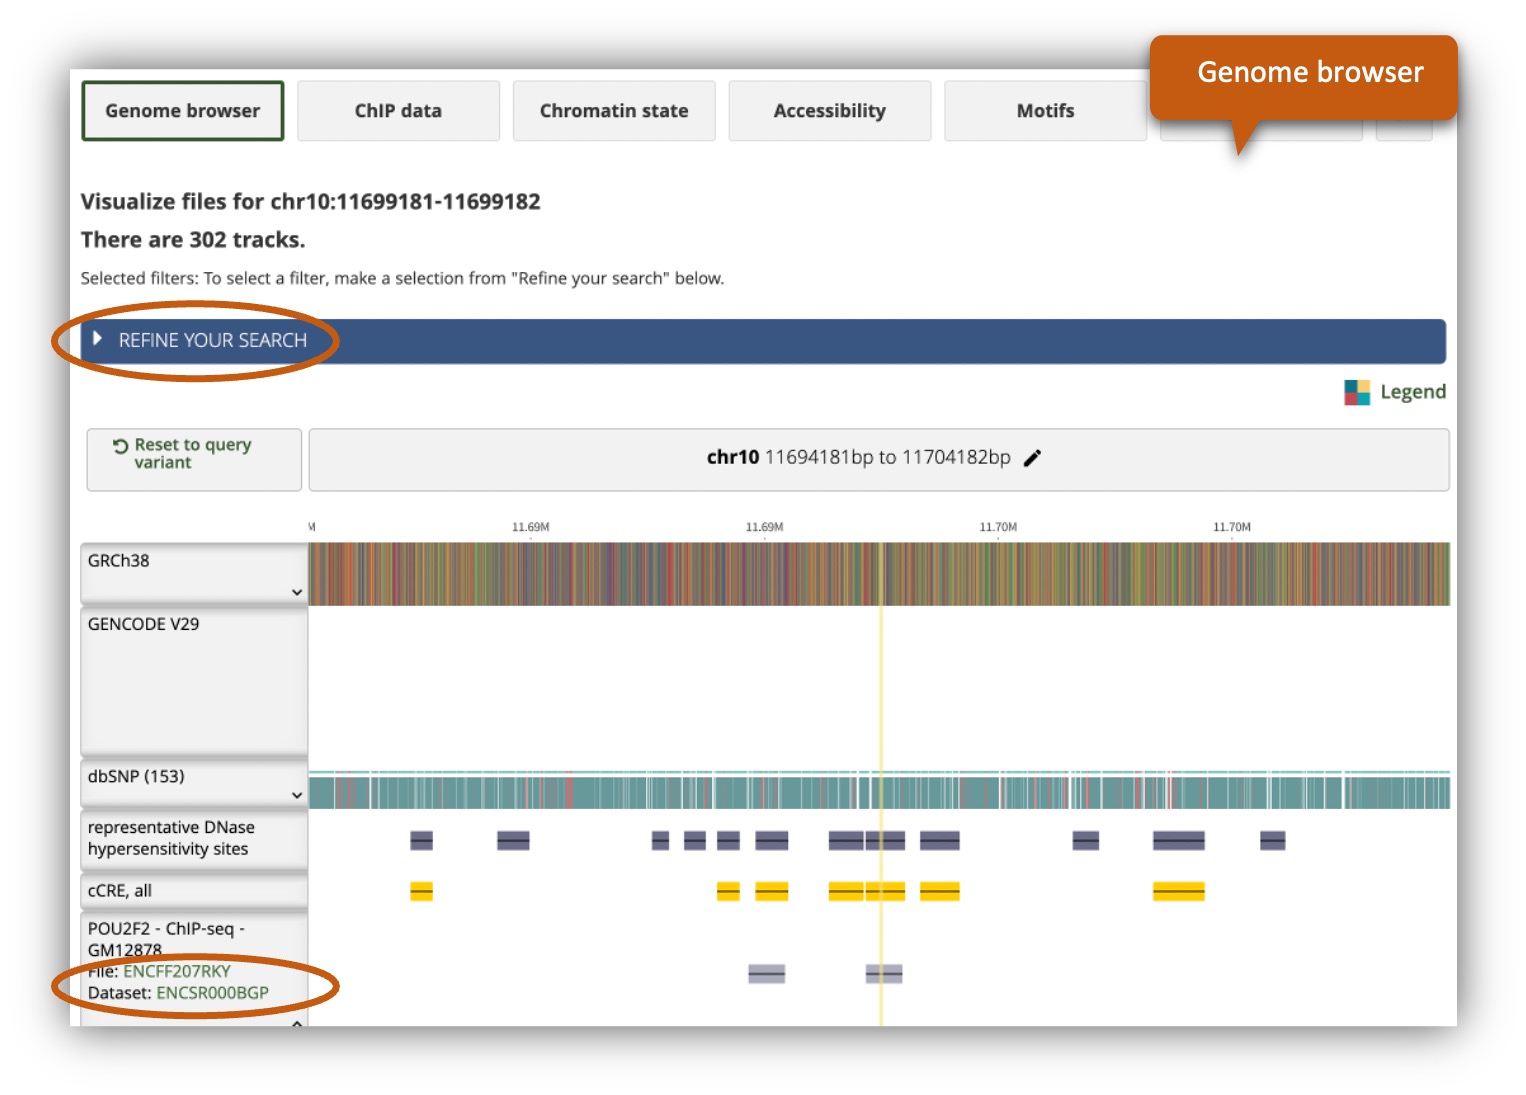 Genome browser
Genome browser
ChIP data
Chromatin state
Accessibility
Motifs
Visualize files for chr10:11699181-11699182
There are 302 tracks.
Selected filters: To select a filter, make a selection from "Refine your search" below.
REFINE YOUR SEARCH
Legend
Reset to query
variant
chr10 11694181bp to 11704182bp
M
11.69M
11.69M
11.70M
11.70M
GRCh38
GENCODE V29
dbSNP (153)
representative DNase
hypersensitivity sites
cCRE, all
POU2F2 - ChIP-seq -
GM12878
File: ENCFF207RKY
Dataset: ENCSR000BGP